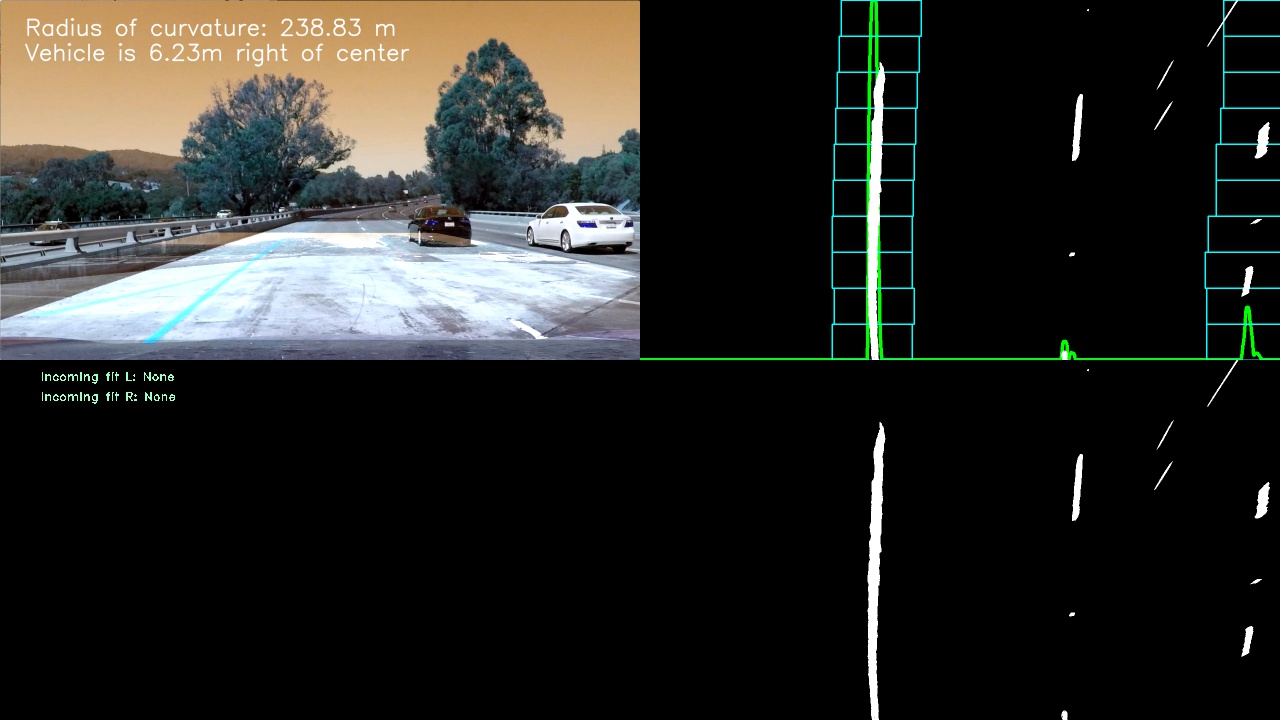 Radius of curvature: 238.83 m
Vehicle is 6.23m right of center
Incoming fit L: None
Incoming fit R: None